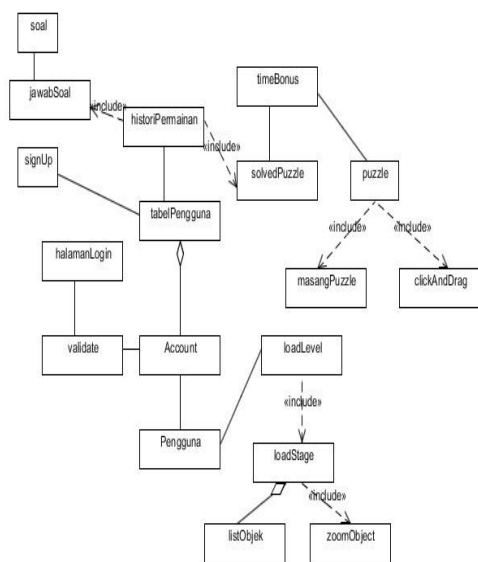 soal
timeBonus
jawabSoal
«include»
historiPermainan
«include»
signUp
solvedPuzzle
puzzle
tabelPengguna
«include»
«include»
halamanLogin
masangPuzzle
clickAndDrag
validate
Account
loadLevel
«include»
Pengguna
loadStage
«include»
listObjek
zoomObject